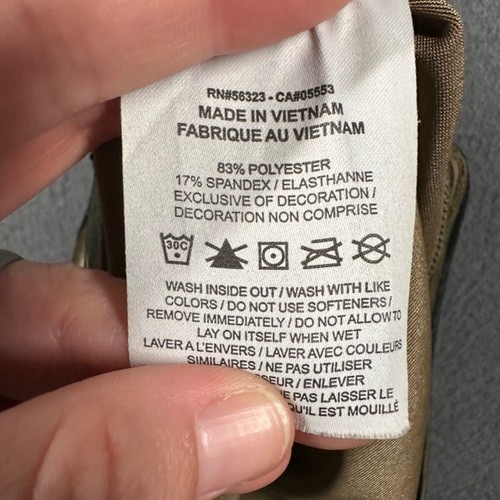 RN#56323 - CA#05553
MADE IN VIETNAM
FABRIQUE AU VIETNAM
83% POLYESTER
17% SPANDEX / ELASTHANNE
EXCLUSIVE OF DECORATION /
DECORATION NON COMPRISE
30C
WASH INSIDE OUT / WASH WITH LIKE
COLORS / DO NOT USE SOFTENERS /
REMOVE IMMEDIATELY / DO NOT ALLOW TO
LAY ON ITSELF WHEN WET
LAVER A L'ENVERS / LAVER AVEC COULEURS
SIMILAIRES / NE PAS UTILISER
/ ENLEVER
NE PAS LAISSER LE
QU'IL EST MOUILLÉ